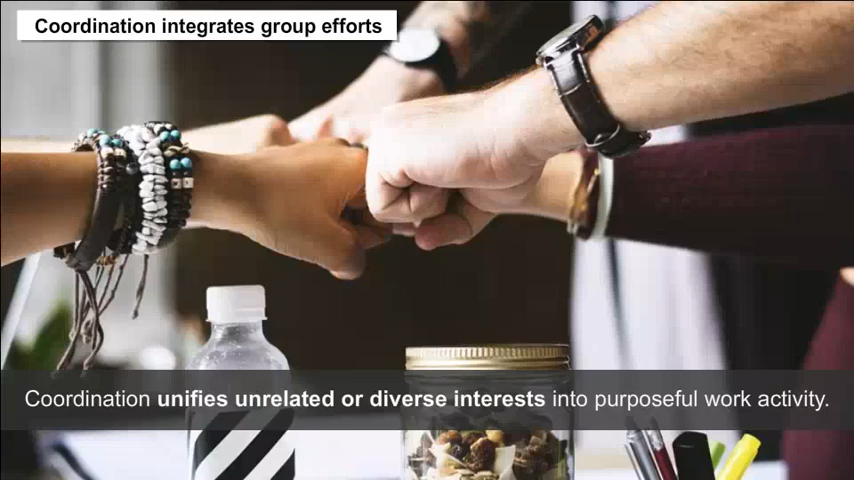 Coordination integrates group efforts
Coordination unifies unrelated or diverse interests into purposeful work activity.